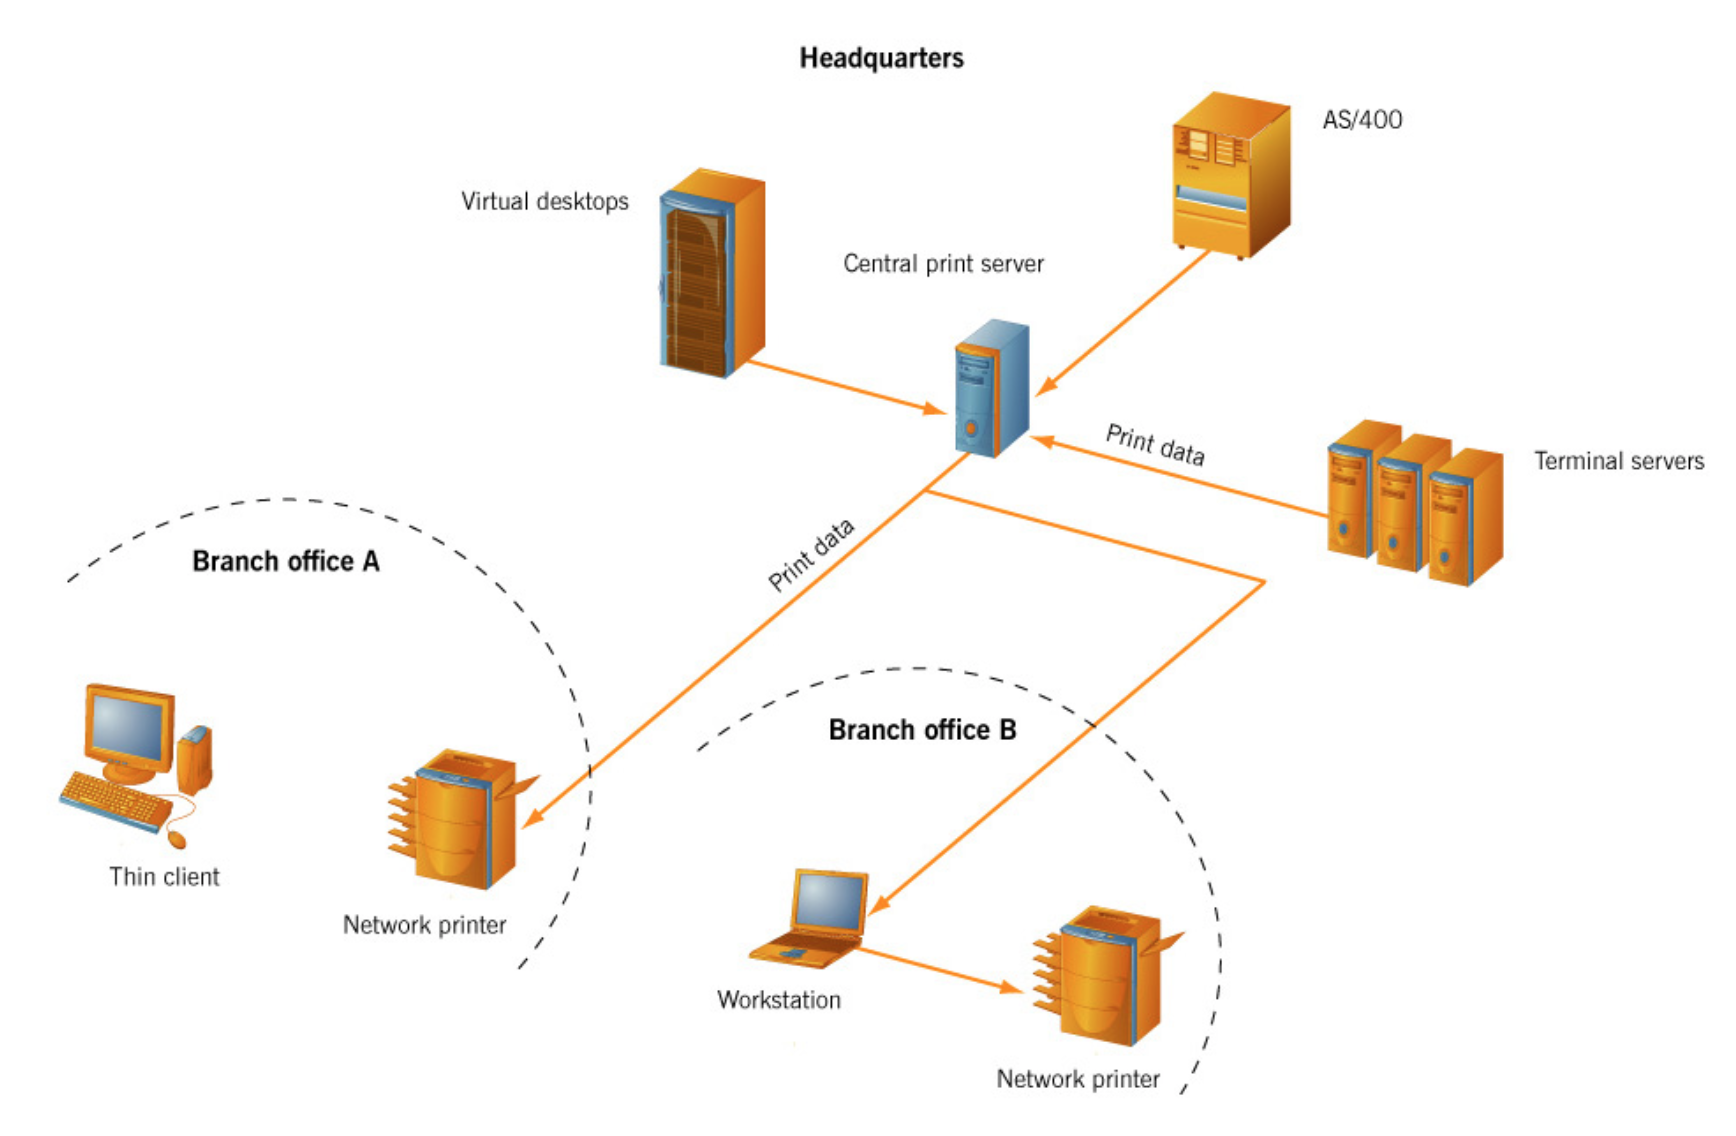 Headquarters
AS/400
Virtual desktops
Central print server
Print data
Terminal servers
Print data
Branch office A
Branch office B
Thin client
Network printer
Workstation
Network printer